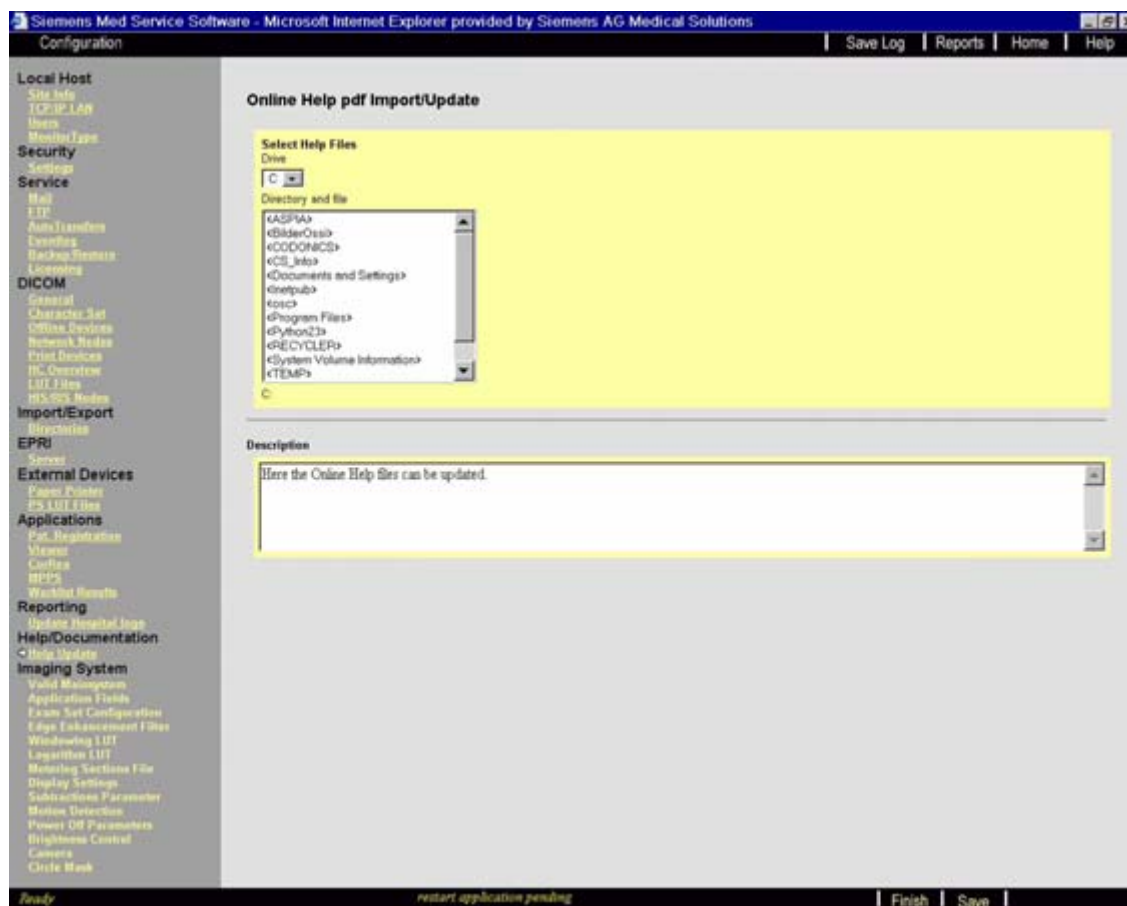 Siemens Med Service Software - Microsoft Internet Explorer provided by Siemens AG Medical Solutions
Configuration
Save Log
Reports
Home
Help
Local Host
Site Info
TCP/IP LAN
Users
MonitorType
Security
Settings
Service
Mail
FTP
AutoTransfers
Eventlog
Backup/Restore
Licensing
DICOM
General
Character Set
Offline Devices
Network Nodes
Print Devices
HC Overview
LUT Files
HIS/RIS Nodes
Import/Export
Directories
EPRI
Server
External Devices
Paper Printer
PS LUT Files
Applications
Pat. Registration
Viewer
CarRea
MPPS
Worklist Results
Reporting
Update Hospital logo
Help/Documentation
Help Update
Imaging System
Valid Mainsystem
Application Fields
Exam Set Configuration
Edge Enhancement Filter
Windowing LUT
Logarithm LUT
Metering Sections File
Display Settings
Subtractions Parameter
Motion Detection
Power Off Parameters
Brightness Control
Camera
Circle Mask
Online Help pdf Import/Update
Select Help Files
Drive
C
Directory and file
<ASPIA>
<BilderOssi>
<CODONICS>
<CS_Info>
<Documents and Settings>
<Inetpub>
<osc>
<Program Files>
<Python23>
<RECYCLER>
<System Volume Information>
<TEMP>
C:
Description
Here the Online Help files can be updated.
Ready
restart application pending
Finish
Save